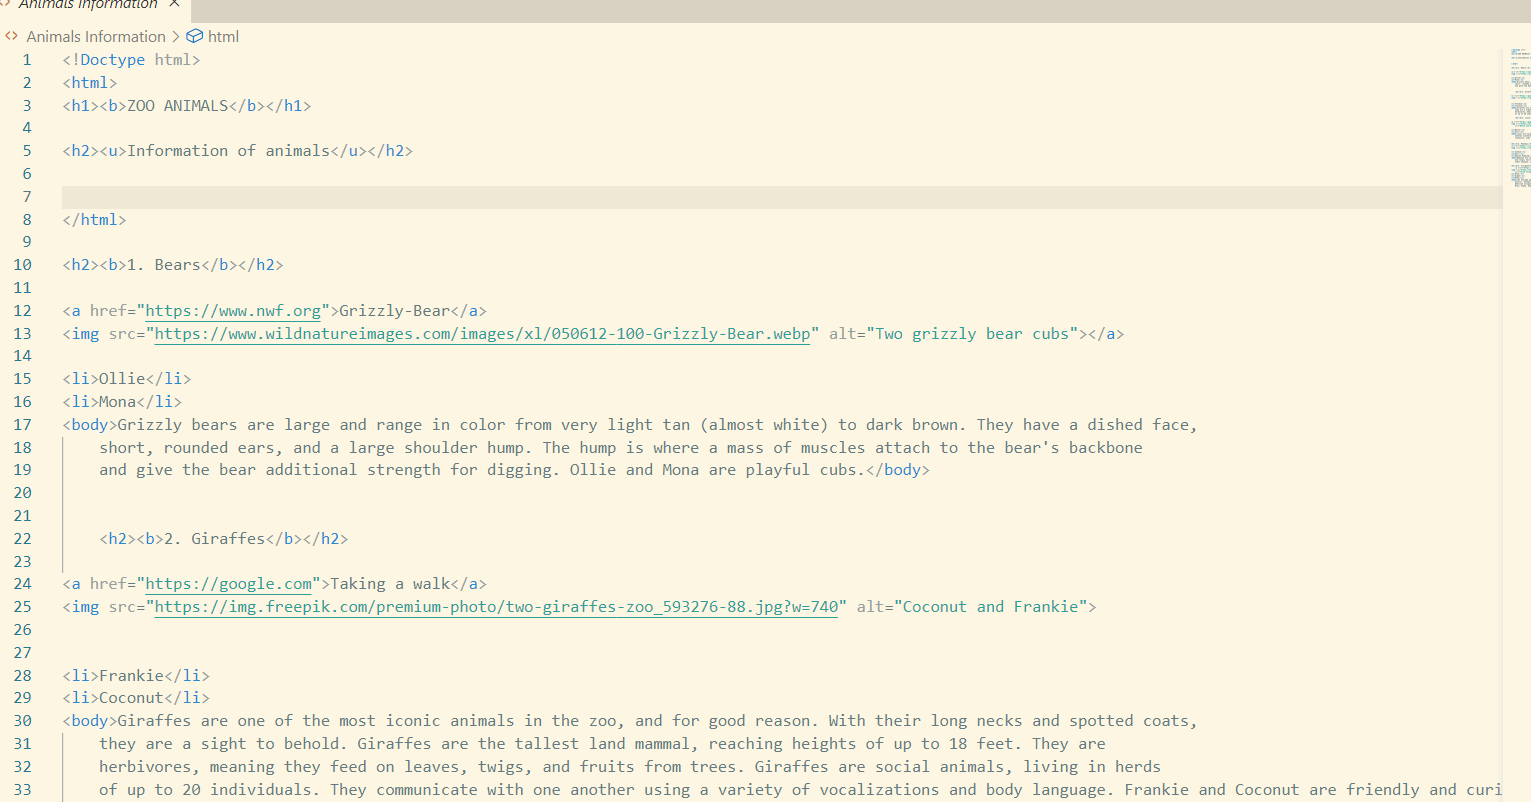 Animals Information ×
Animals Information > html
1 <!Doctype html>
2 <html>
3 <h1><b>ZOO ANIMALS</b></h1>
4
5 <h2><u>Information of animals</u></h2>
6
7
8 </html>
9
10 <h2><b>1. Bears</b></h2>
11
12 <a href="https://www.nwf.org">Grizzly-Bear</a>
13 <img src="https://www.wildnatureimages.com/images/xl/050612-100-Grizzly-Bear.webp" alt="Two grizzly bear cubs"></a>
14
15 <li>Ollie</li>
16 <li>Mona</li>
17 <body>Grizzly bears are large and range in color from very light tan (almost white) to dark brown. They have a dished face,
18 short, rounded ears, and a large shoulder hump. The hump is where a mass of muscles attach to the bear's backbone
19 and give the bear additional strength for digging. Ollie and Mona are playful cubs.</body>
20
21
22 <h2><b>2. Giraffes</b></h2>
23
24 <a href="https://google.com">Taking a walk</a>
25 <img src="https://img.freepik.com/premium-photo/two-giraffes-zoo_593276-88.jpg?w=740" alt="Coconut and Frankie">
26
27
28 <li>Frankie</li>
29 <li>Coconut</li>
30 <body>Giraffes are one of the most iconic animals in the zoo, and for good reason. With their long necks and spotted coats,
31 they are a sight to behold. Giraffes are the tallest land mammal, reaching heights of up to 18 feet. They are
32 herbivores, meaning they feed on leaves, twigs, and fruits from trees. Giraffes are social animals, living in herds
33 of up to 20 individuals. They communicate with one another using a variety of vocalizations and body language. Frankie and Coconut are friendly and curi